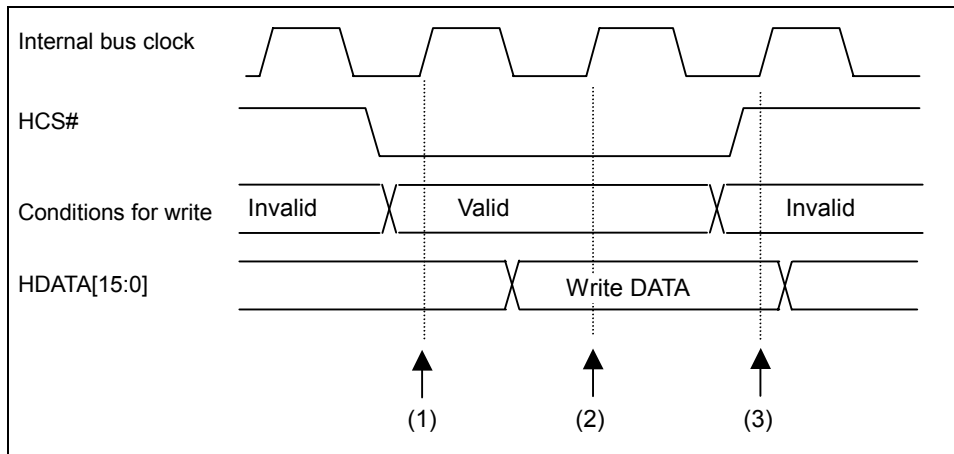 Internal bus clock
HCS#
Conditions for write
Invalid
Valid
Invalid
HDATA[15:0]
Write DATA
(1)
(2)
(3)